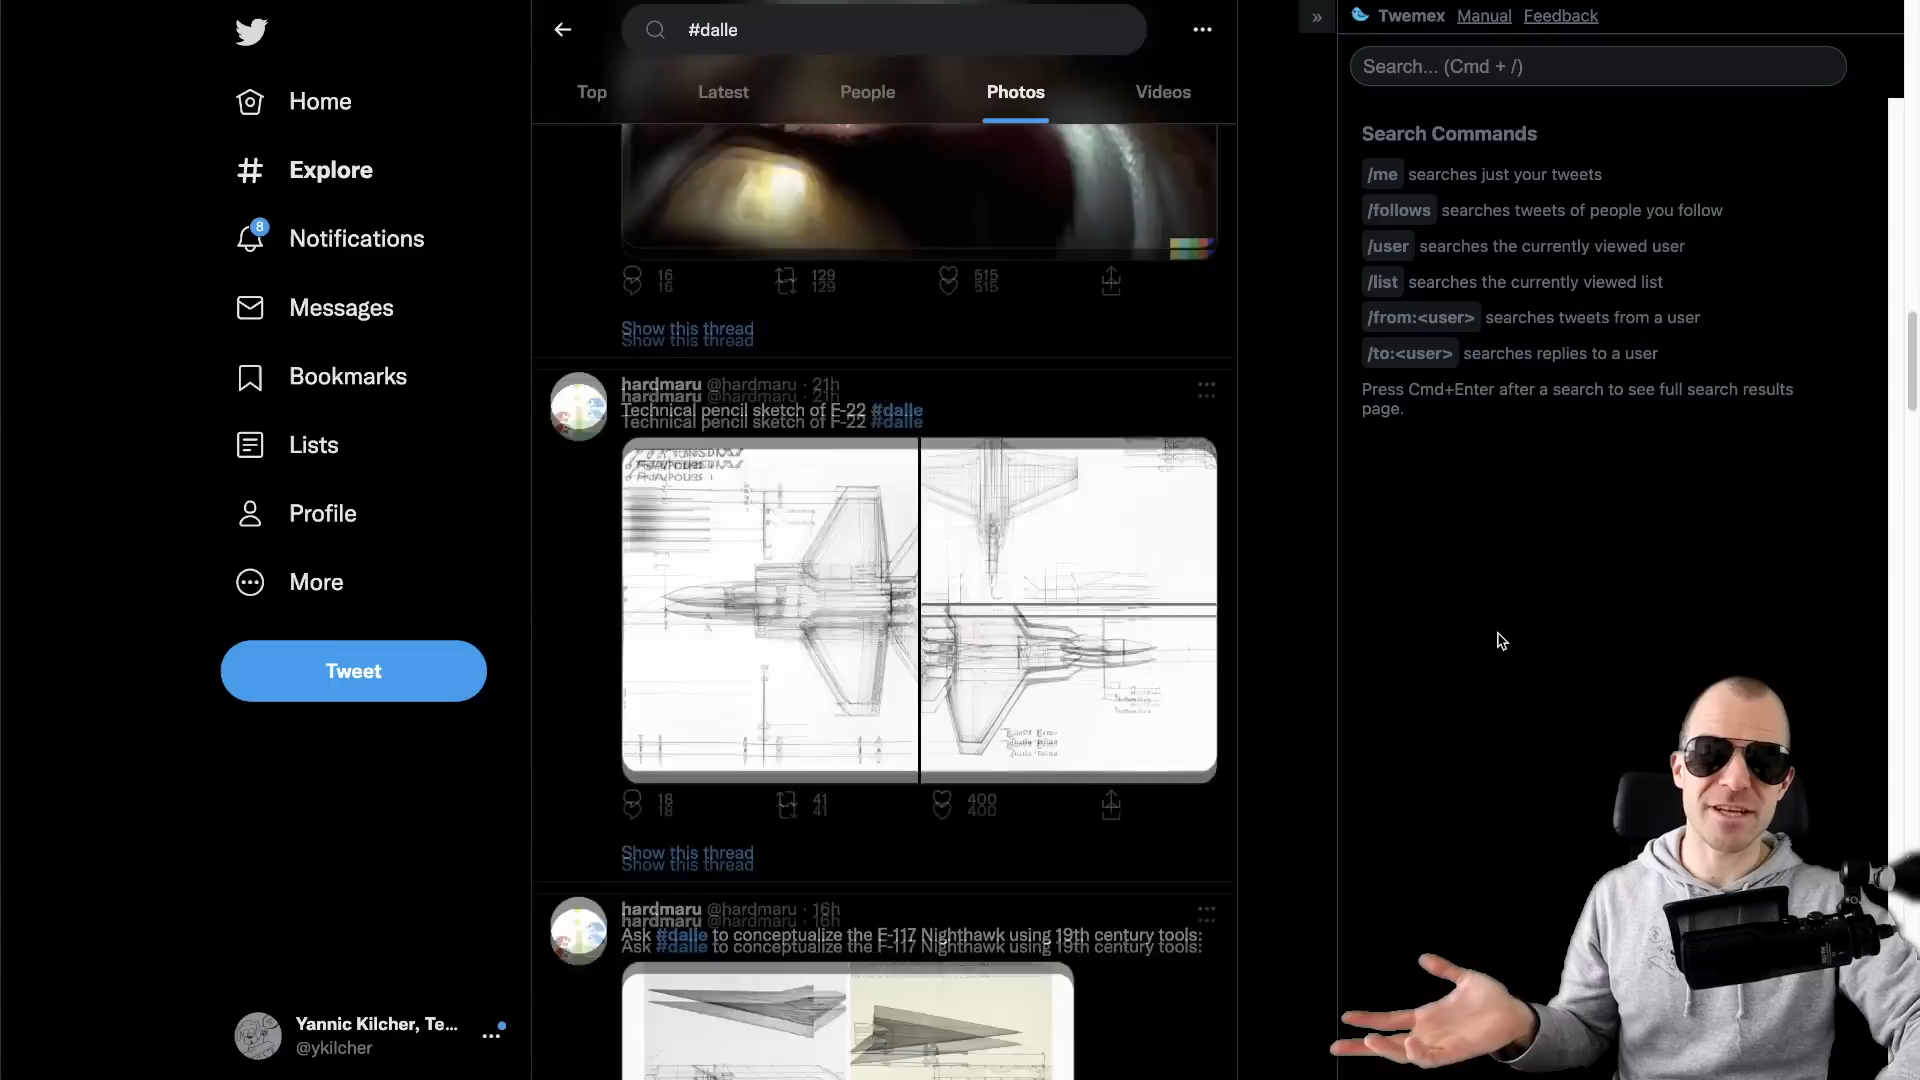 #dalle
Top
Latest
People
Photos
Videos
Home
Explore
8
Notifications
Messages
Bookmarks
Lists
Profile
More
Tweet
Yannic Kilcher, Te...
@ykilcher
16
129
515
Show this thread
hardmaru @hardmaru · 21h
Technical pencil sketch of F-22 #dalle
18
41
400
Show this thread
hardmaru @hardmaru · 16h
Ask #dalle to conceptualize the F-117 Nighthawk using 19th century tools:
»
Twemex Manual Feedback
Search... (Cmd + /)
Search Commands
/me searches just your tweets
/follows searches tweets of people you follow
/user searches the currently viewed user
/list searches the currently viewed list
/from:<user> searches tweets from a user
/to:<user> searches replies to a user
Press Cmd+Enter after a search to see full search results
page.